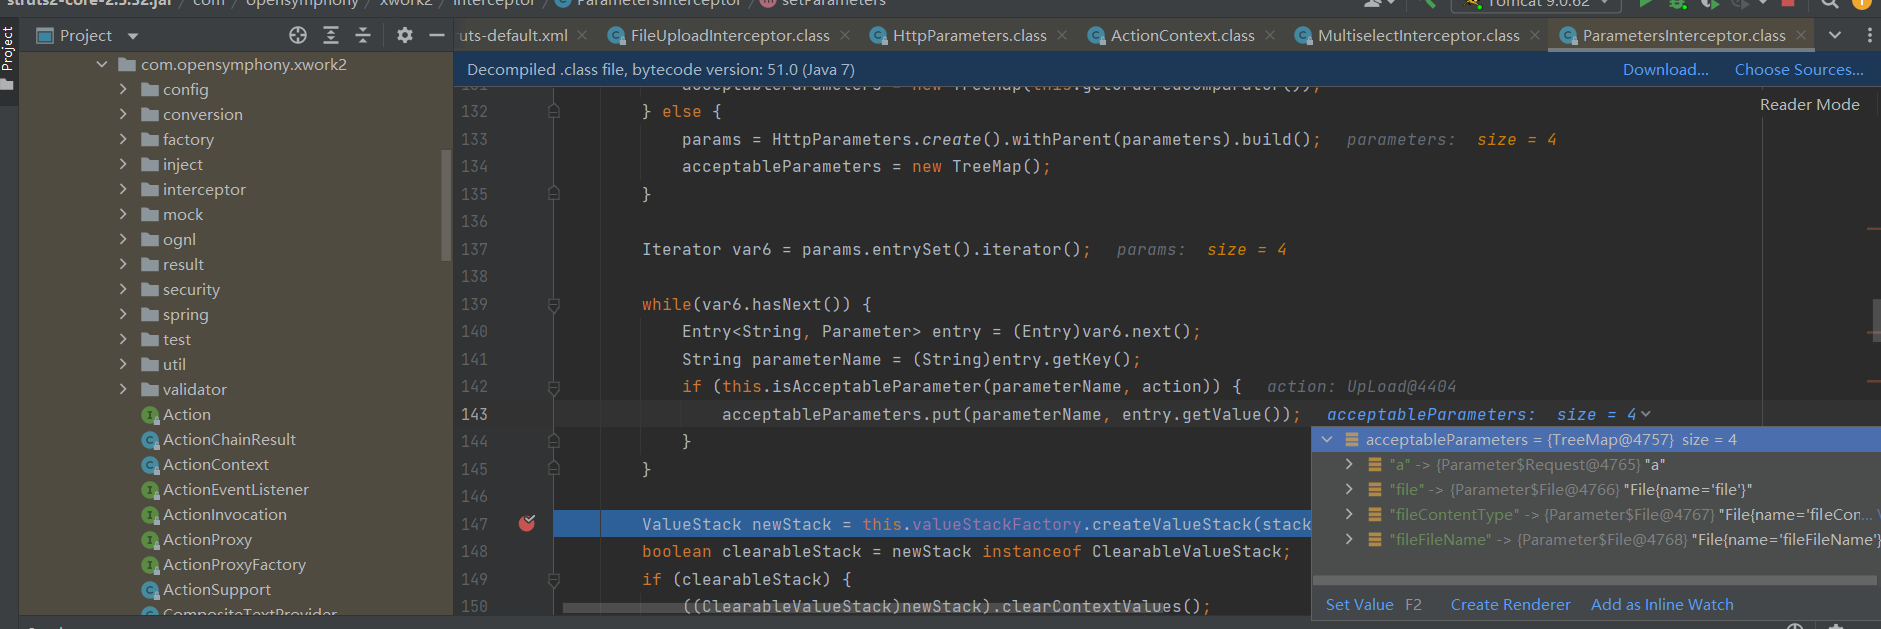 struts2-core-2.5.32.jar / com / opensymphony / xwork2 / interceptor / ParametersInterceptor / setParameters
Tomcat 9.0.62
Project
Project
uts-default.xml FileUploadInterceptor.class HttpParameters.class ActionContext.class MultiselectInterceptor.class ParametersInterceptor.class
Decompiled .class file, bytecode version: 51.0 (Java 7) Download... Choose Sources...
Reader Mode
com.opensymphony.xwork2
config
conversion
factory
inject
interceptor
mock
ognl
result
security
spring
test
util
validator
Action
ActionChainResult
ActionContext
ActionEventListener
ActionInvocation
ActionProxy
ActionProxyFactory
ActionSupport
CompositeTextProvider
131 acceptableParameters = new TreeMap(this.getOrderedComparator());
132 } else {
133 params = HttpParameters.create().withParent(parameters).build(); parameters: size = 4
134 acceptableParameters = new TreeMap();
135 }
136
137 Iterator var6 = params.entrySet().iterator(); params: size = 4
138
139 while(var6.hasNext()) {
140 Entry<String, Parameter> entry = (Entry)var6.next();
141 String parameterName = (String)entry.getKey();
142 if (this.isAcceptableParameter(parameterName, action)) { action: UpLoad@4404
143 acceptableParameters.put(parameterName, entry.getValue()); acceptableParameters: size = 4
144 }
145 }
146
147 ValueStack newStack = this.valueStackFactory.createValueStack(stack
148 boolean clearableStack = newStack instanceof ClearableValueStack;
149 if (clearableStack) {
150 ((ClearableValueStack)newStack).clearContextValues();
acceptableParameters = {TreeMap@4757} size = 4
"a" -> {Parameter$Request@4765} "a"
"file" -> {Parameter$File@4766} "File{name='file'}"
"fileContentType" -> {Parameter$File@4767} "File{name='fileCon...
"fileFileName" -> {Parameter$File@4768} "File{name='fileFileName'}
Set Value F2 Create Renderer Add as Inline Watch